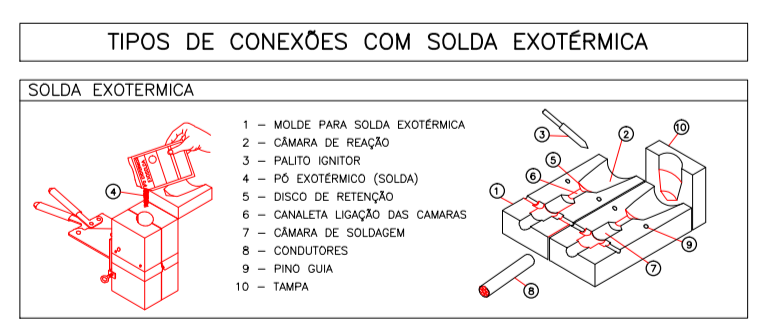 TIPOS DE CONEXÕES COM SOLDA EXOTÉRMICA
SOLDA EXOTERMICA
1 – MOLDE PARA SOLDA EXOTÉRMICA
2 – CÂMARA DE REAÇÃO
3 – PALITO IGNITOR
4 – PÓ EXOTÉRMICO (SOLDA)
5 – DISCO DE RETENÇÃO
6 – CANALETA LIGAÇÃO DAS CAMARAS
7 – CÂMARA DE SOLDAGEM
8 – CONDUTORES
9 – PINO GUIA
10 – TAMPA
4
3
2
10
5
6
1
9
7
8